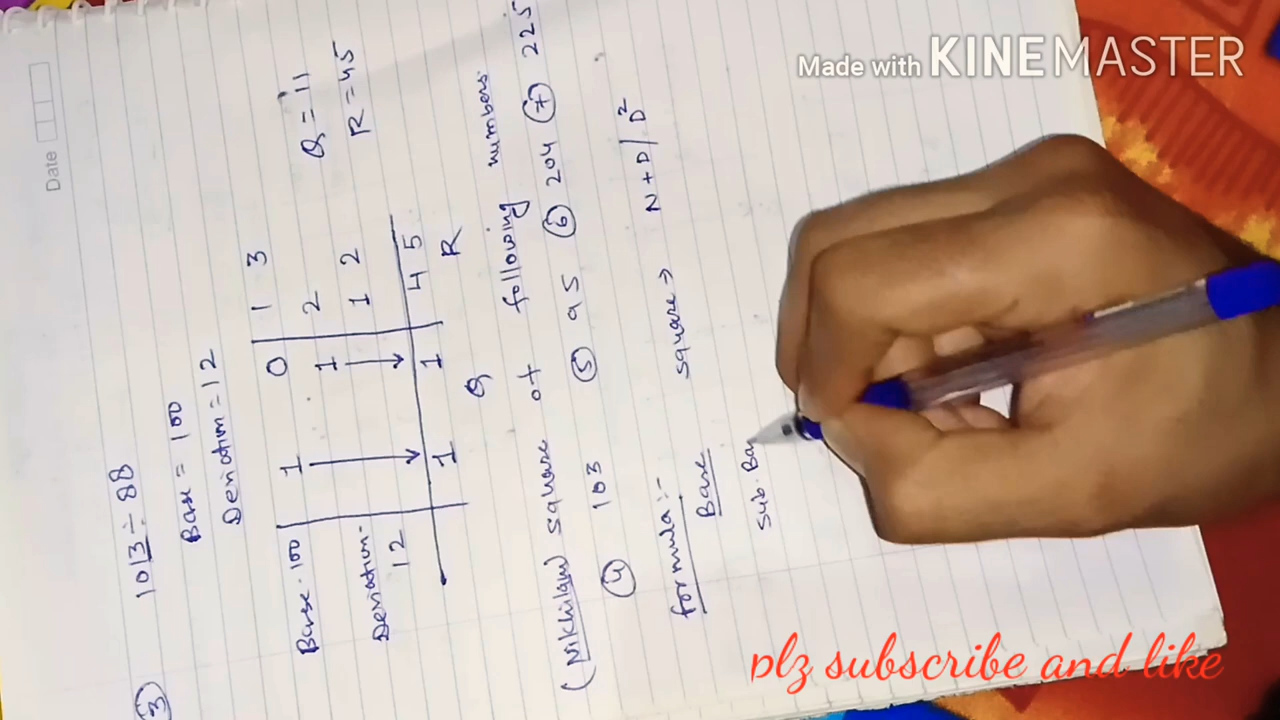 Date
3 1013 ÷ 88
Base = 100
Deviation = 12
Base - 100 1 0 1 3
1 2
Deviation - 12 1 2
1 1 4 5
Q R
Q = 11
R = 45
(Nikhilam) square of following numbers.
4 103 5 95 6 204 7 225
formula:-
Base square → N + D / D²
Sub. Ba
Made with KINEMASTER
plz subscribe and like